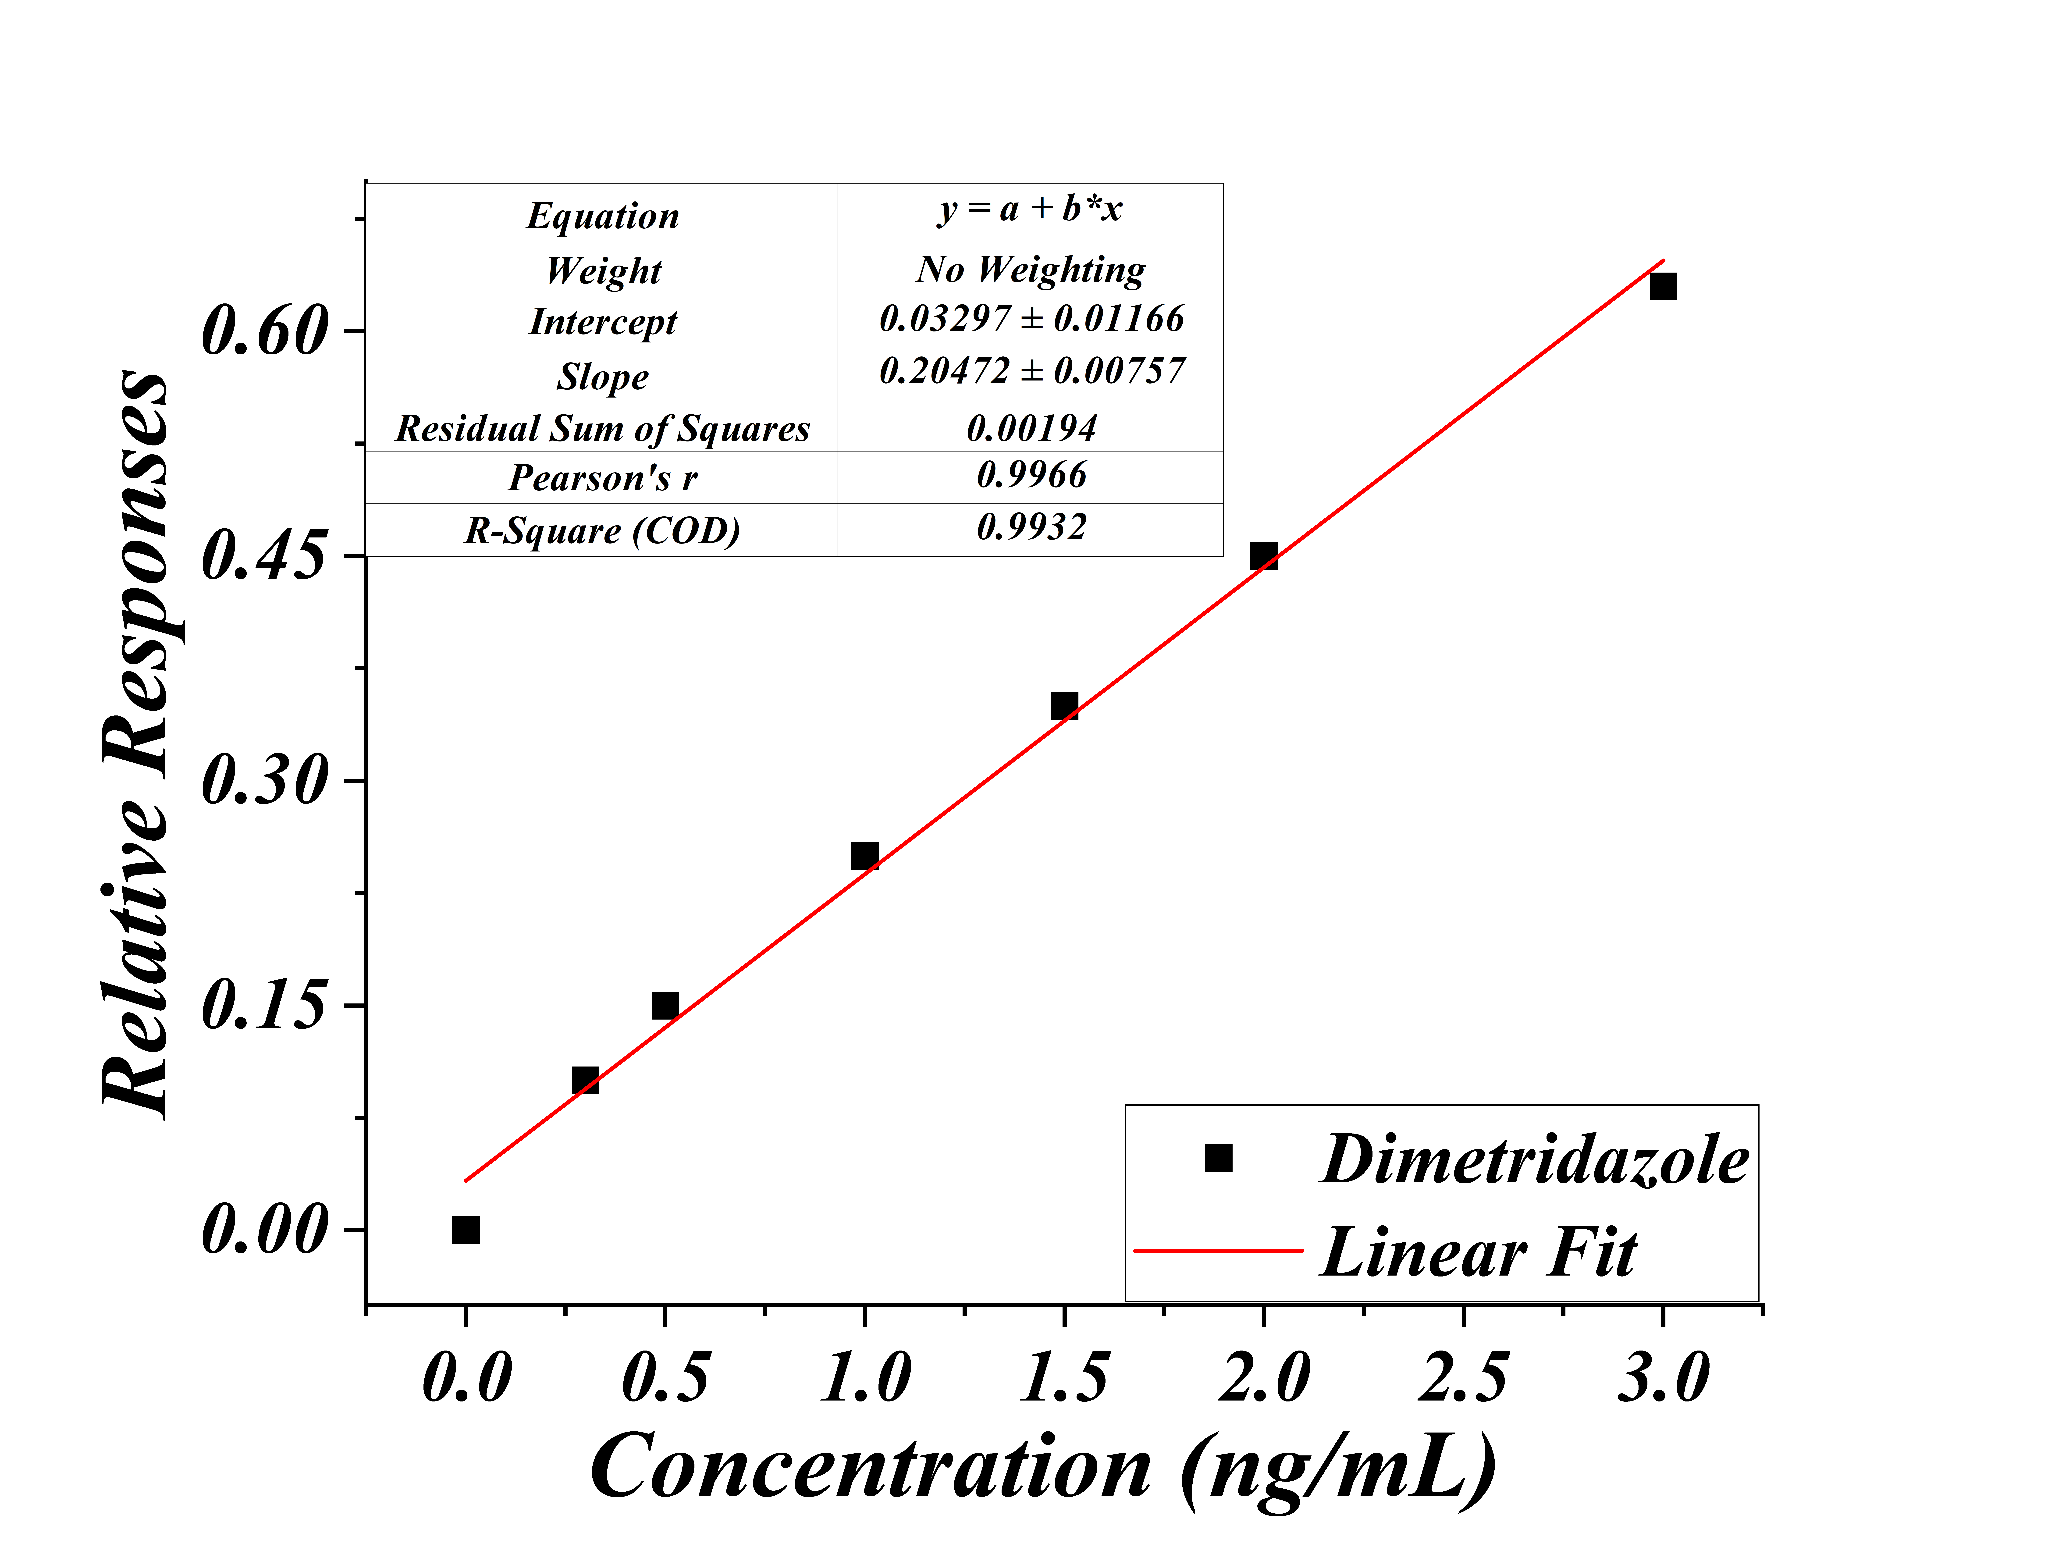 Equation y = a + b*x
Weight No Weighting
Intercept 0.03297 ± 0.01166
Slope 0.20472 ± 0.00757
Residual Sum of Squares 0.00194
Pearson's r 0.9966
R-Square (COD) 0.9932
Relative Responses
0.60
0.45
0.30
0.15
0.00
Dimetridazole
Linear Fit
0.0 0.5 1.0 1.5 2.0 2.5 3.0
Concentration (ng/mL)